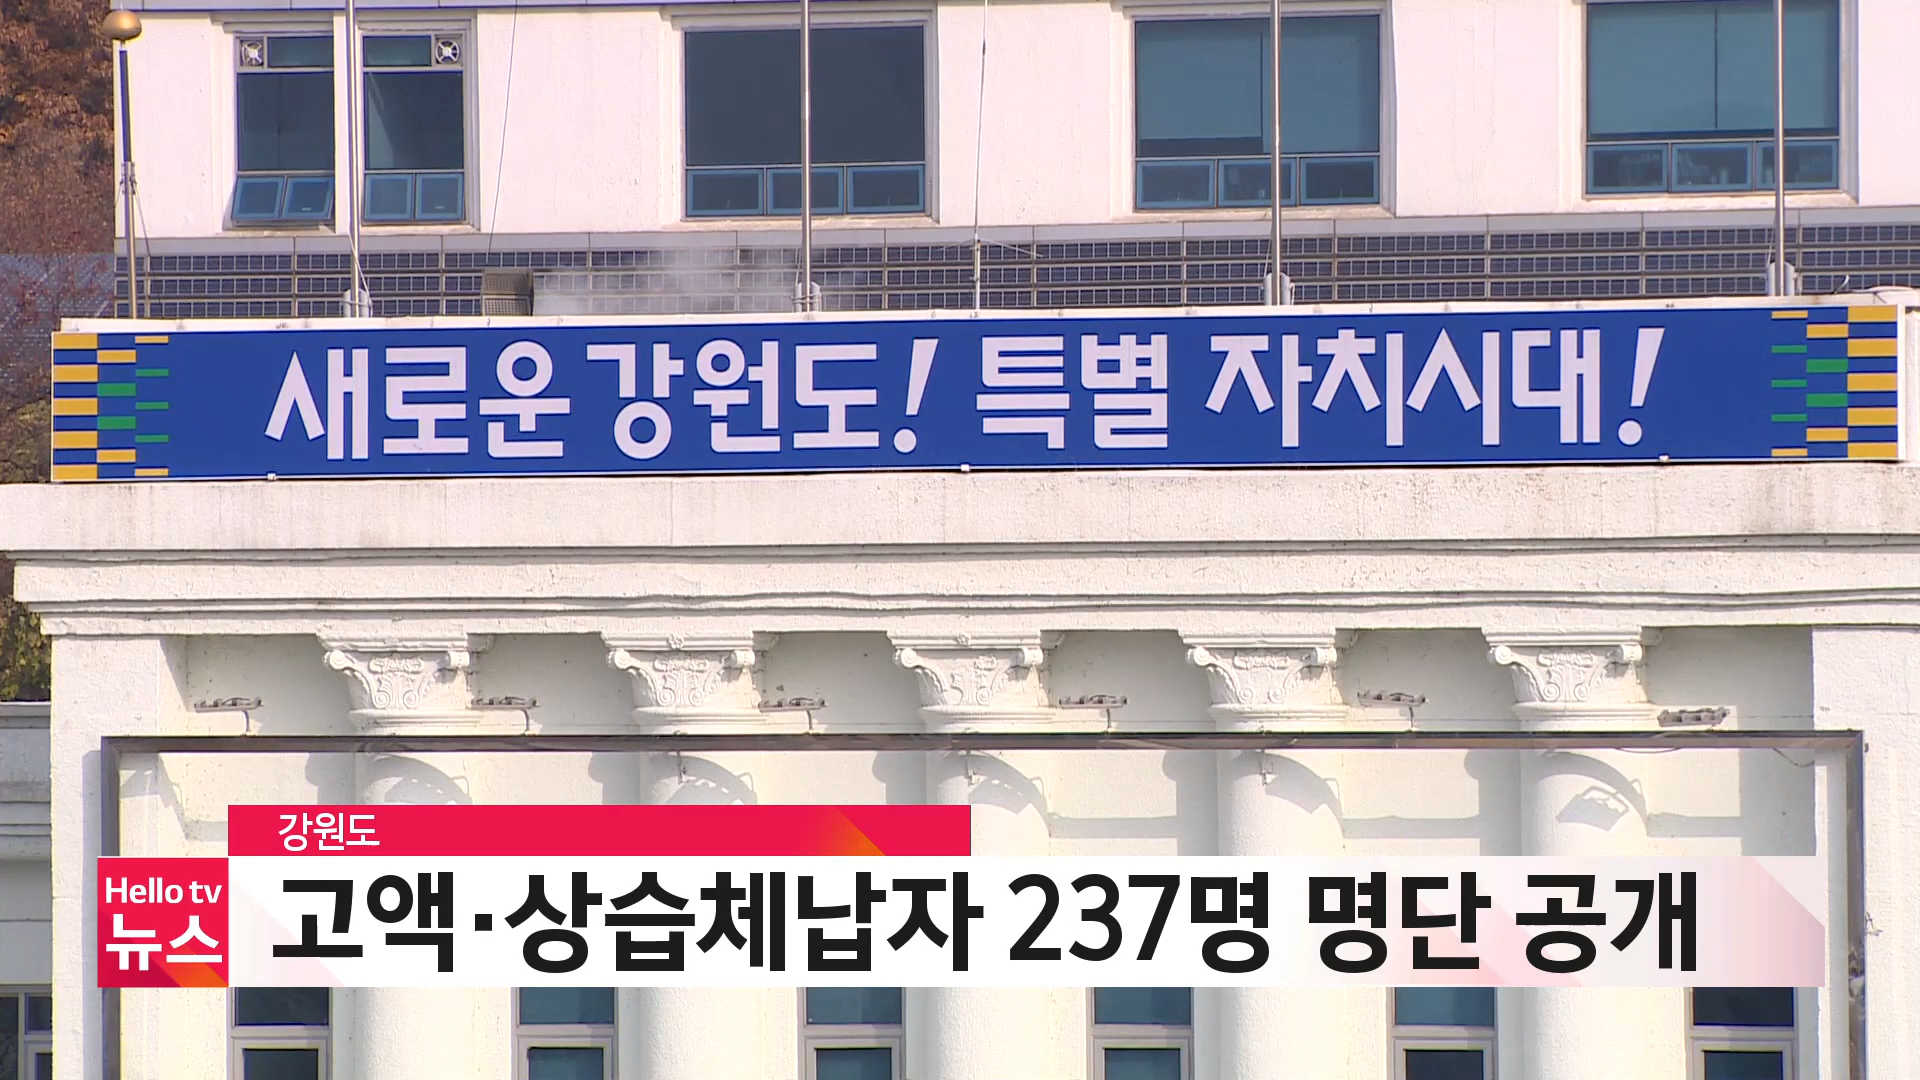 새로운 강원도! 특별 자치시대!
강원도
Hello tv
뉴스
고액·상습체납자 237명 명단 공개